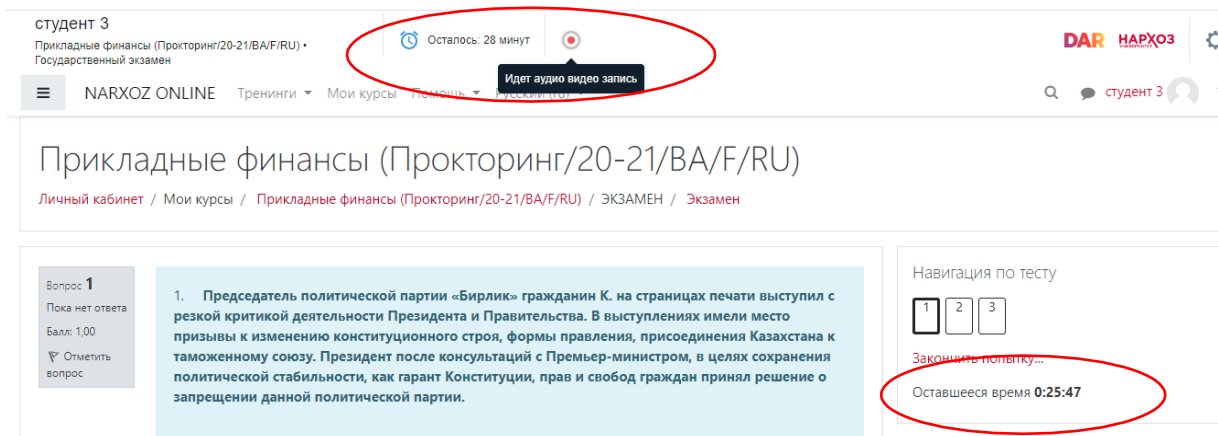 студент 3
Прикладные финансы (Прокторинг/20-21/BA/F/RU) •
Государственный экзамен
Осталось: 28 минут
Идет аудио видео запись
DAR НАРХОЗ
УНИВЕРСИТЕТ
NARXOZ ONLINE Тренинги Мои курсы Помощь Русский (ru)
студент 3
Прикладные финансы (Прокторинг/20-21/BA/F/RU)
Личный кабинет / Мои курсы / Прикладные финансы (Прокторинг/20-21/BA/F/RU) / ЭКЗАМЕН / Экзамен
Вопрос 1
Пока нет ответа
Балл: 1,00
Отметить
вопрос
1. Председатель политической партии «Бирлик» гражданин К. на страницах печати выступил с
резкой критикой деятельности Президента и Правительства. В выступлениях имели место
призывы к изменению конституционного строя, формы правления, присоединения Казахстана к
таможенному союзу. Президент после консультаций с Премьер-министром, в целях сохранения
политической стабильности, как гарант Конституции, прав и свобод граждан принял решение о
запрещении данной политической партии.
Навигация по тесту
1 2 3
Закончить попытку...
Оставшееся время 0:25:47